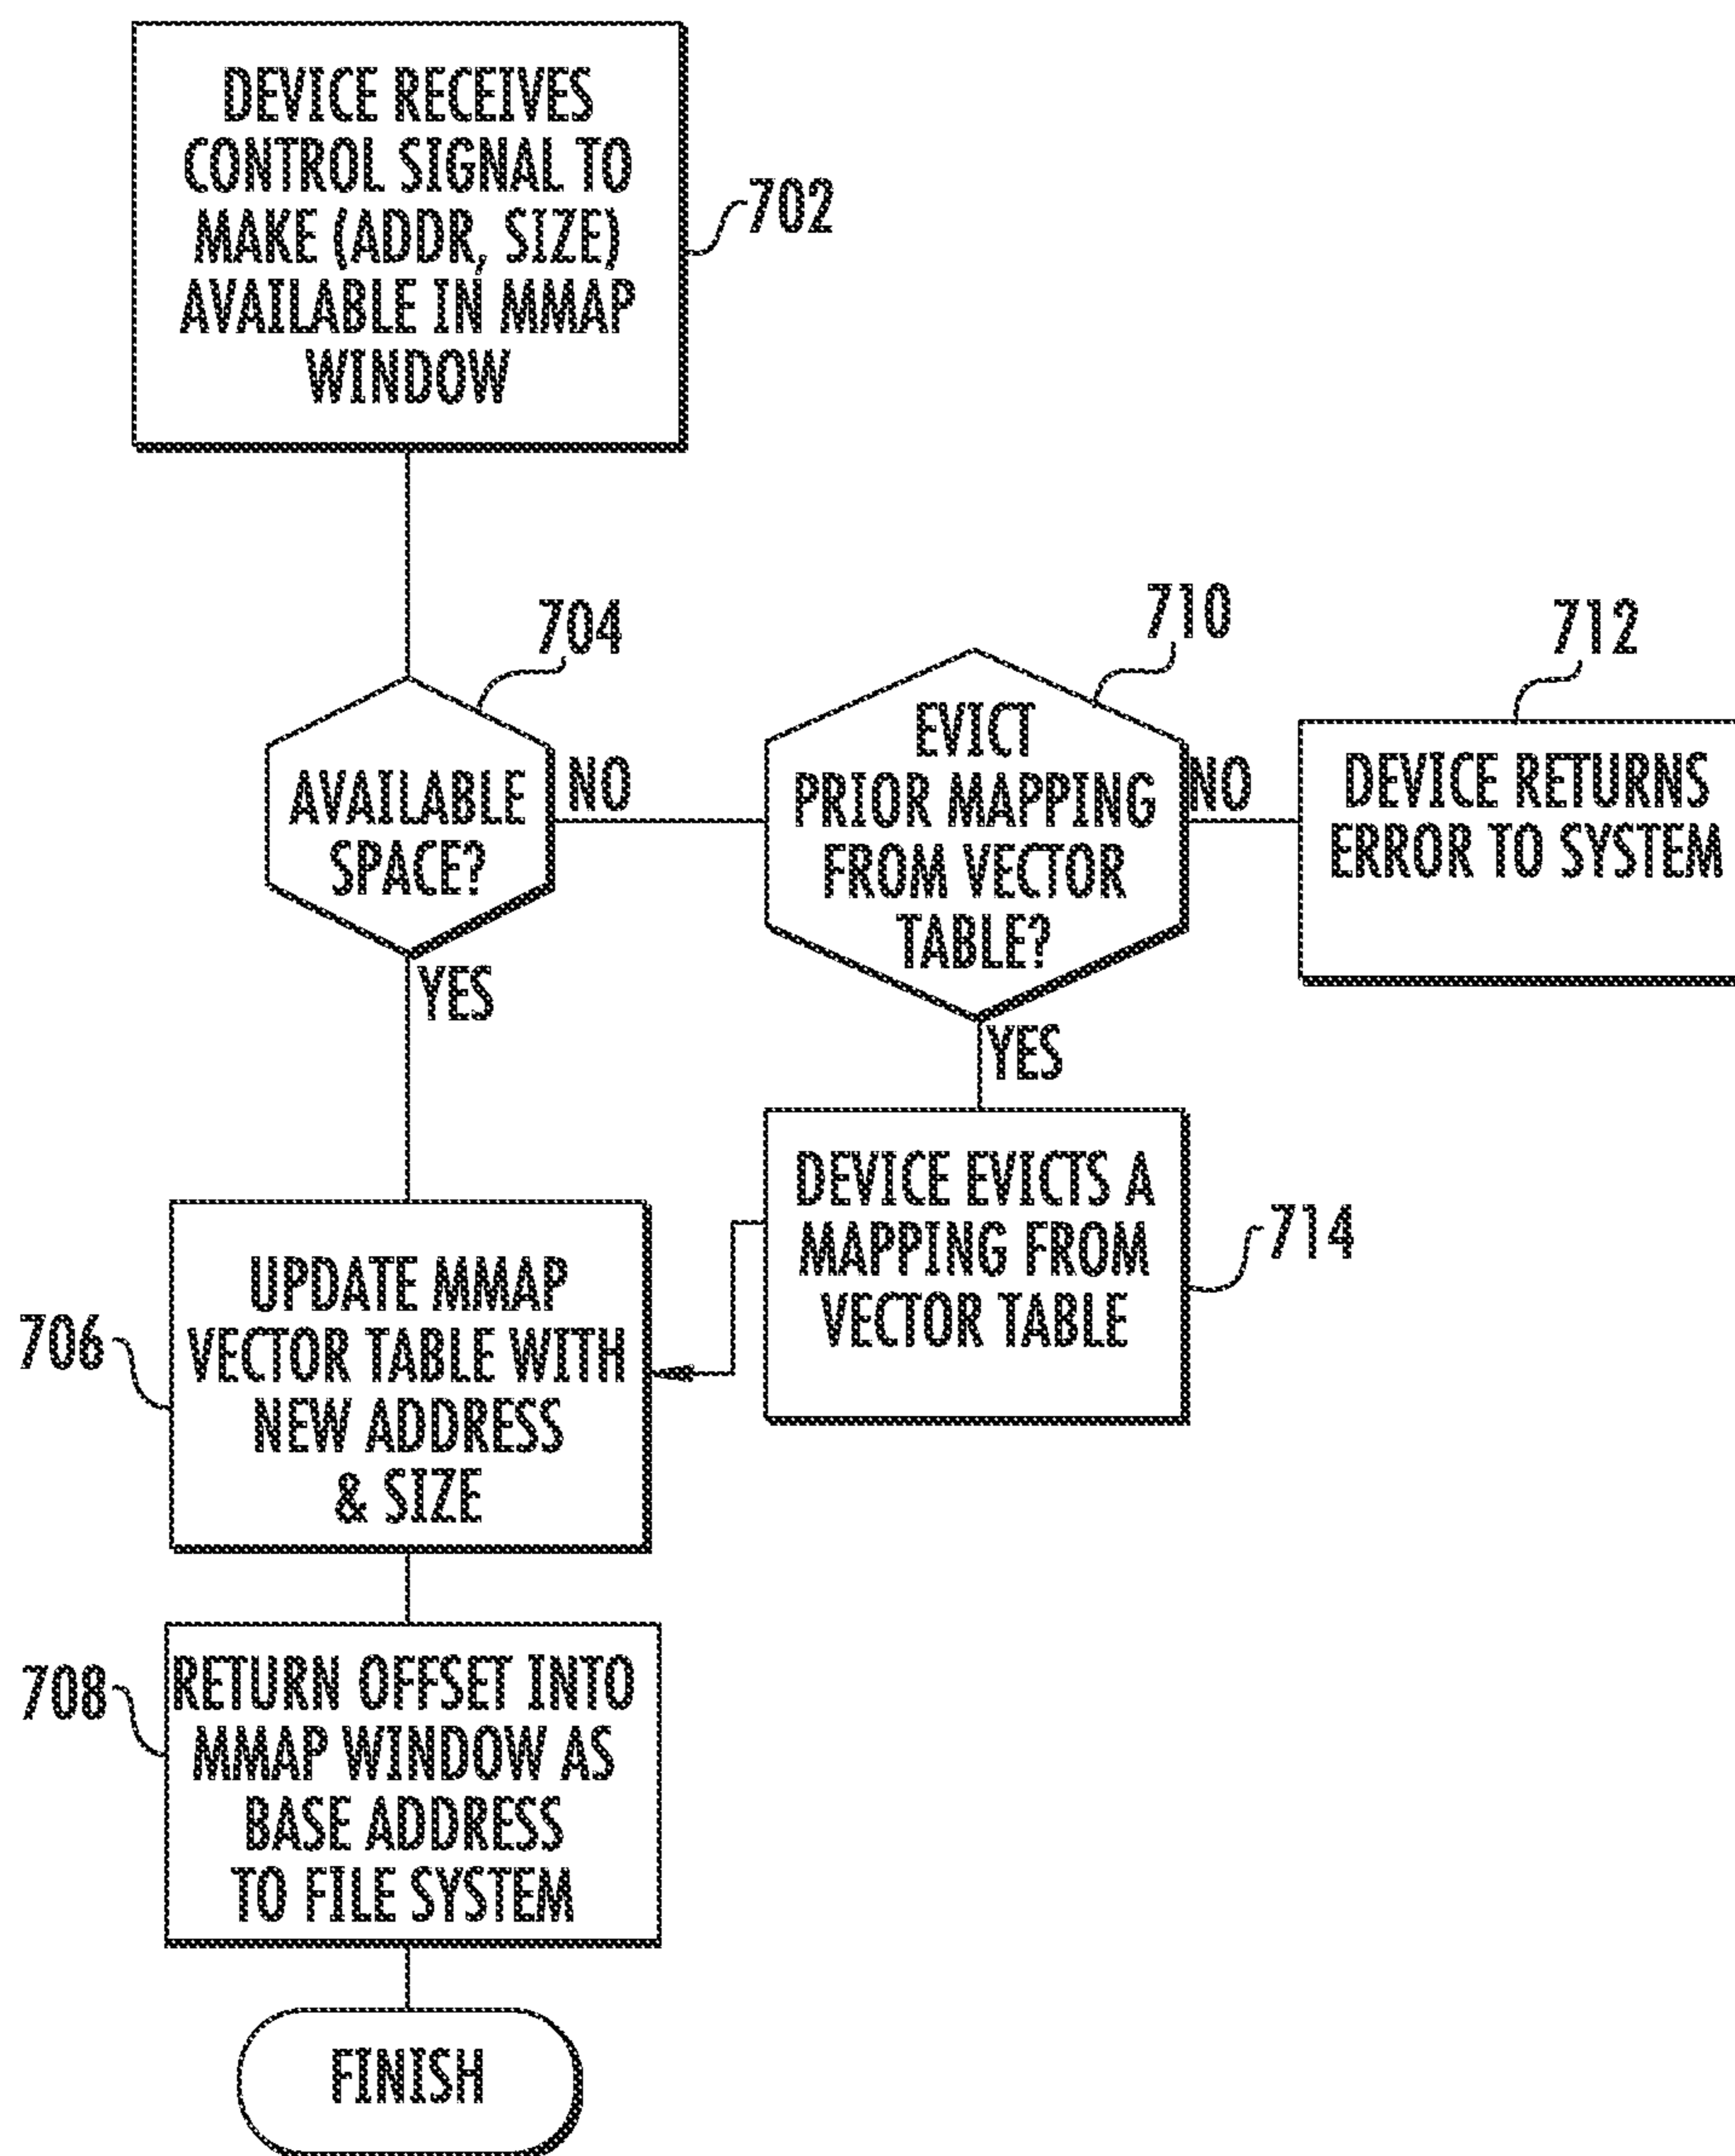 DEVICE RECEIVES
CONTROL SIGNAL TO
MAKE (ADDR, SIZE)
AVAILABLE IN MMAP
WINDOW
702
704
AVAILABLE
SPACE?
NO
YES
710
EVICT
PRIOR MAPPING
FROM VECTOR
TABLE?
NO
YES
712
DEVICE RETURNS
ERROR TO SYSTEM
DEVICE EVICTS A
MAPPING FROM
VECTOR TABLE
714
706
UPDATE MMAP
VECTOR TABLE WITH
NEW ADDRESS
& SIZE
708
RETURN OFFSET INTO
MMAP WINDOW AS
BASE ADDRESS
TO FILE SYSTEM
FINISH